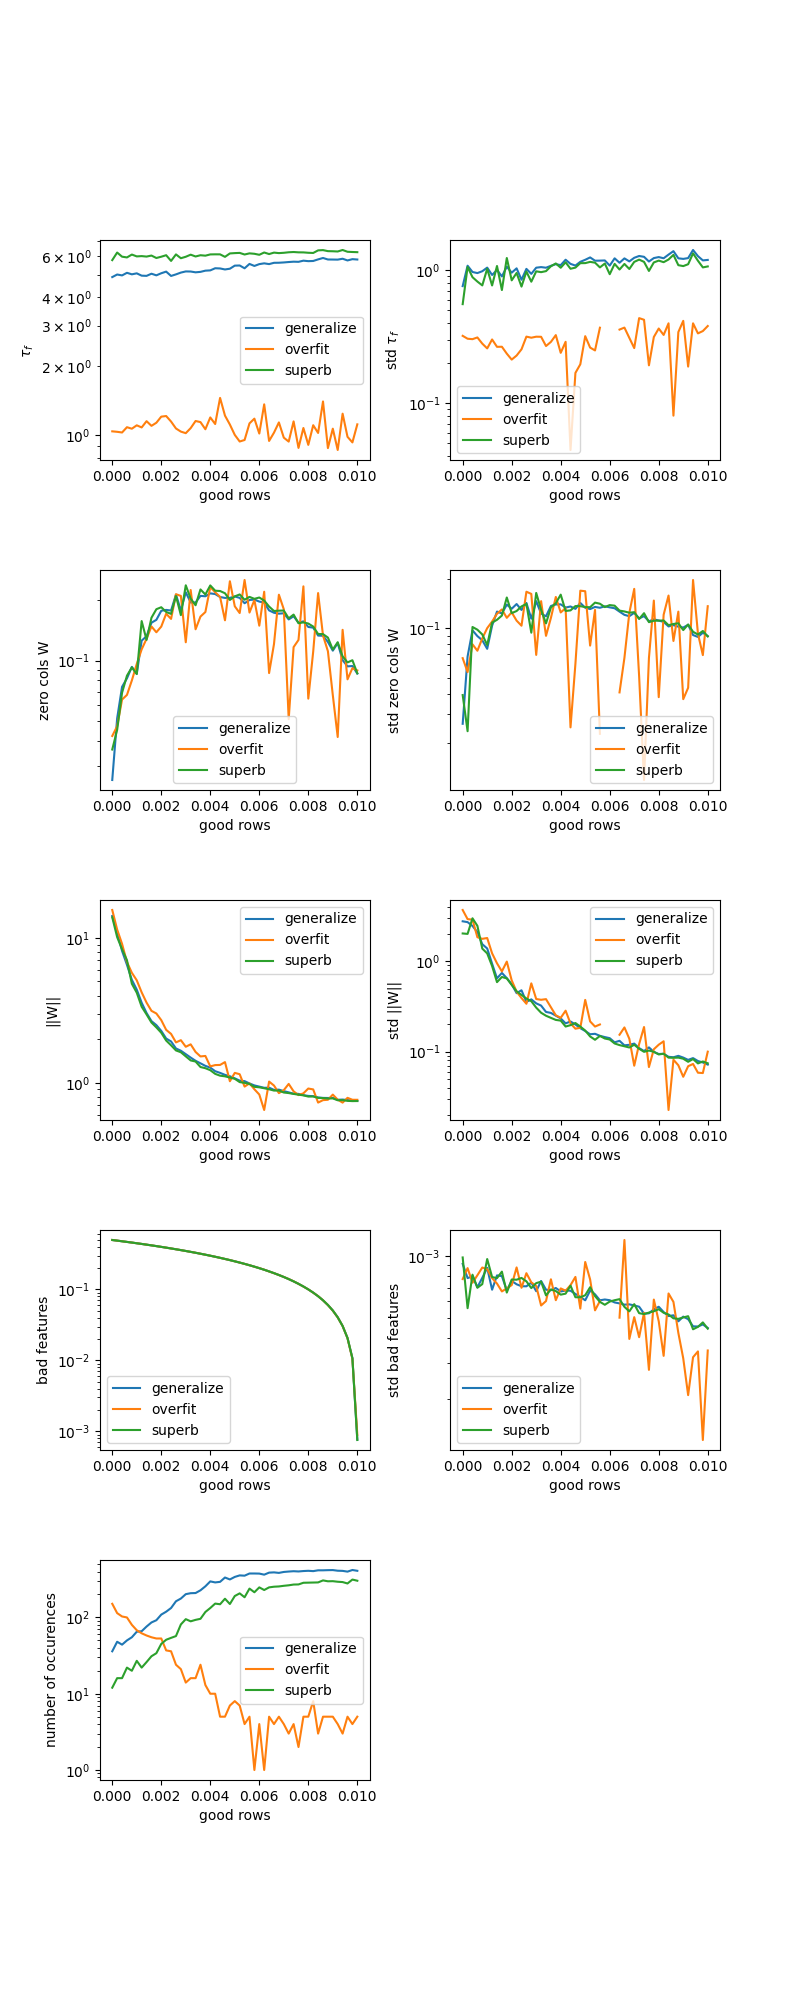 6 × 10⁰
4 × 10⁰
3 × 10⁰
2 × 10⁰
10⁰
τ_f
generalize
overfit
superb
0.000 0.002 0.004 0.006 0.008 0.010
good rows
10⁰
10⁻¹
std τ_f
generalize
overfit
superb
0.000 0.002 0.004 0.006 0.008 0.010
good rows
10⁻¹
zero cols W
generalize
overfit
superb
0.000 0.002 0.004 0.006 0.008 0.010
good rows
10⁻¹
std zero cols W
generalize
overfit
superb
0.000 0.002 0.004 0.006 0.008 0.010
good rows
10¹
10⁰
||W||
generalize
overfit
superb
0.000 0.002 0.004 0.006 0.008 0.010
good rows
10⁰
10⁻¹
std ||W||
generalize
overfit
superb
0.000 0.002 0.004 0.006 0.008 0.010
good rows
10⁻¹
10⁻²
10⁻³
bad features
generalize
overfit
superb
0.000 0.002 0.004 0.006 0.008 0.010
good rows
10⁻³
std bad features
generalize
overfit
superb
0.000 0.002 0.004 0.006 0.008 0.010
good rows
10²
10¹
10⁰
number of occurences
generalize
overfit
superb
0.000 0.002 0.004 0.006 0.008 0.010
good rows